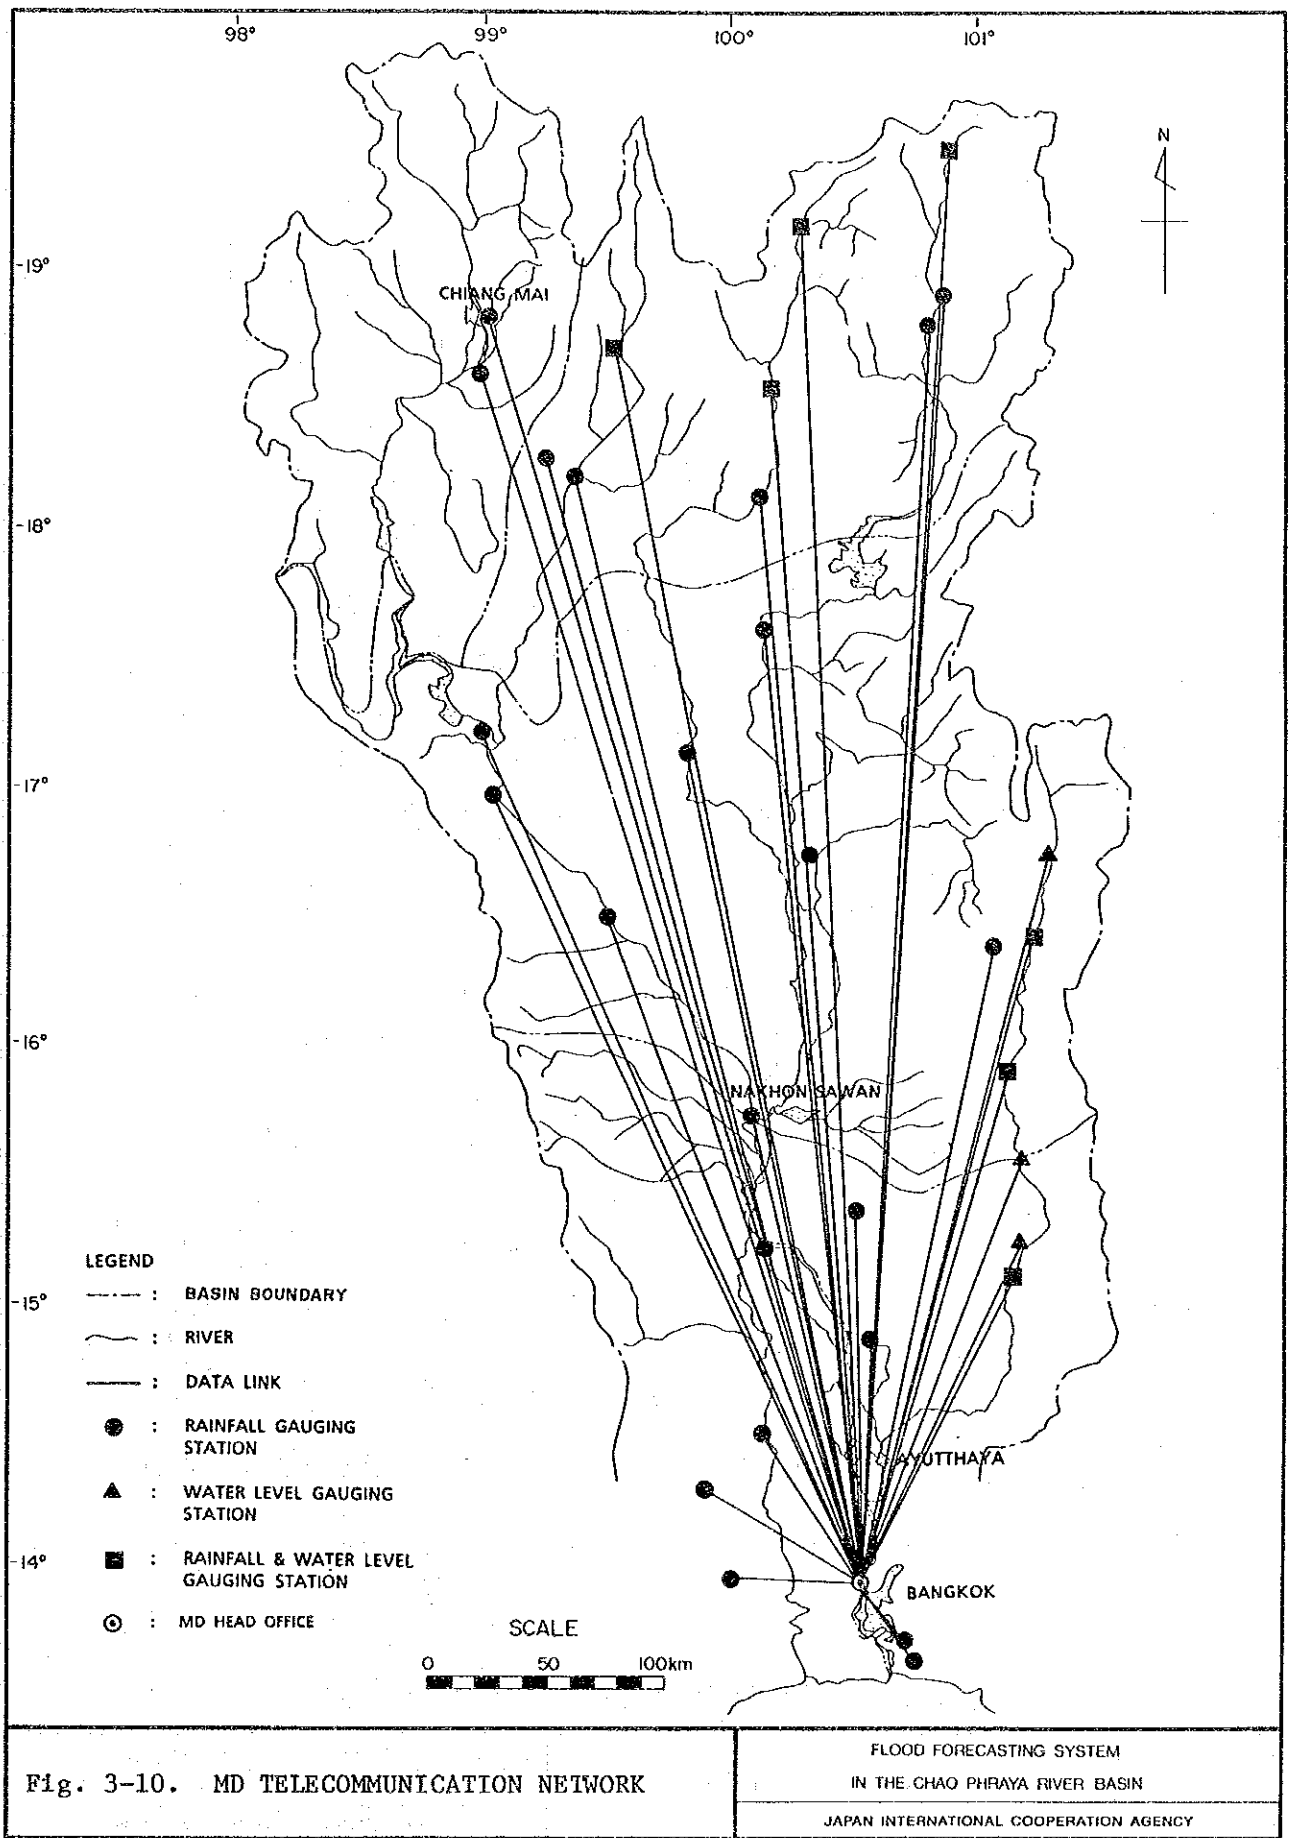 98° 99° 100° 101°
N
-19°
CHIANG MAI
-18°
-17°
-16°
NAKHON SAWAN
LEGEND
: BASIN BOUNDARY
-15°
: RIVER
: DATA LINK
: RAINFALL GAUGING
STATION
AYUTTHAYA
: WATER LEVEL GAUGING
STATION
-14°
: RAINFALL & WATER LEVEL
GAUGING STATION
BANGKOK
: MD HEAD OFFICE
SCALE
0 50 100km
Fig. 3-10. MD TELECOMMUNICATION NETWORK
FLOOD FORECASTING SYSTEM
IN THE CHAO PHRAYA RIVER BASIN
JAPAN INTERNATIONAL COOPERATION AGENCY